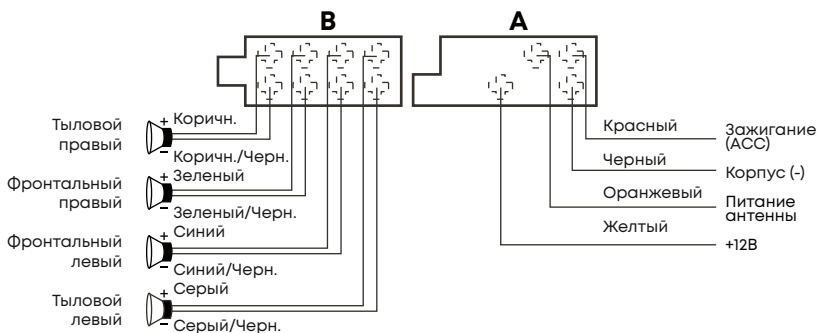 B
A
Тыловой
правый
+
Коричн.
−
Коричн./Черн.
Фронтальный
правый
+
Зеленый
−
Зеленый/Черн.
Фронтальный
левый
+
Синий
−
Синий/Черн.
Тыловой
левый
+
Серый
−
Серый/Черн.
Красный
Зажигание
(ACC)
Черный
Корпус (-)
Оранжевый
Питание
антенны
Желтый
+12В